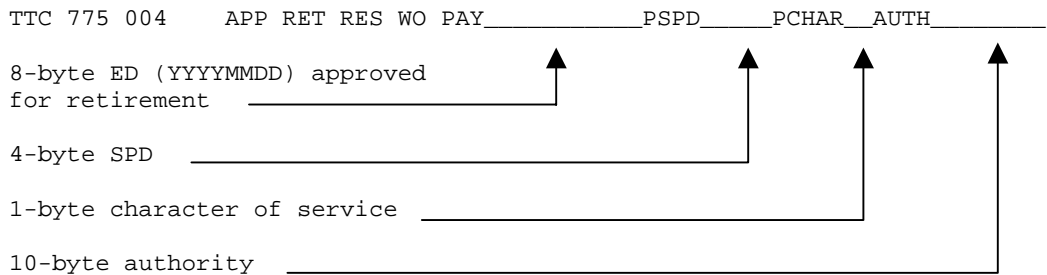 TTC 775 004 APP RET RES WO PAY___________PSPD_____PCHAR__AUTH________
8-byte ED (YYYYMMDD) approved
for retirement
4-byte SPD
1-byte character of service
10-byte authority